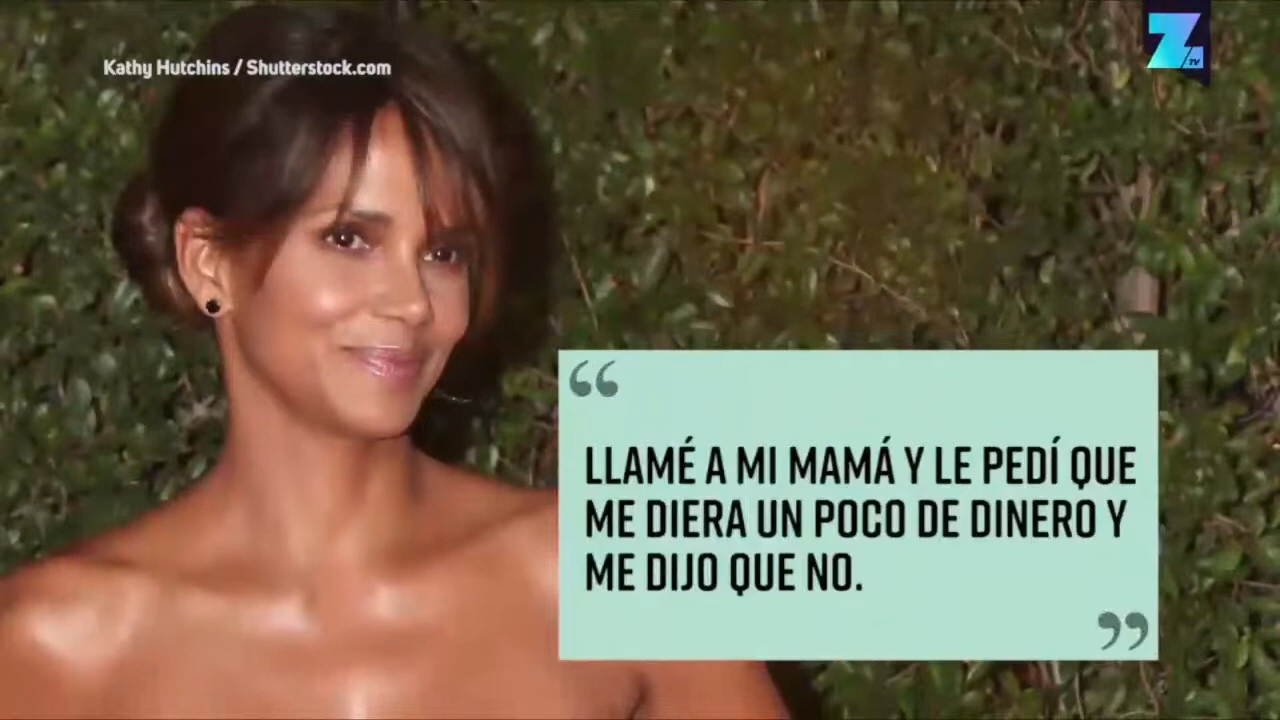 Kathy Hutchins / Shutterstock.com
Z
TV
“
LLAMÉ A MI MAMÁ Y LE PEDÍ QUE
ME DIERA UN POCO DE DINERO Y
ME DIJO QUE NO.
”